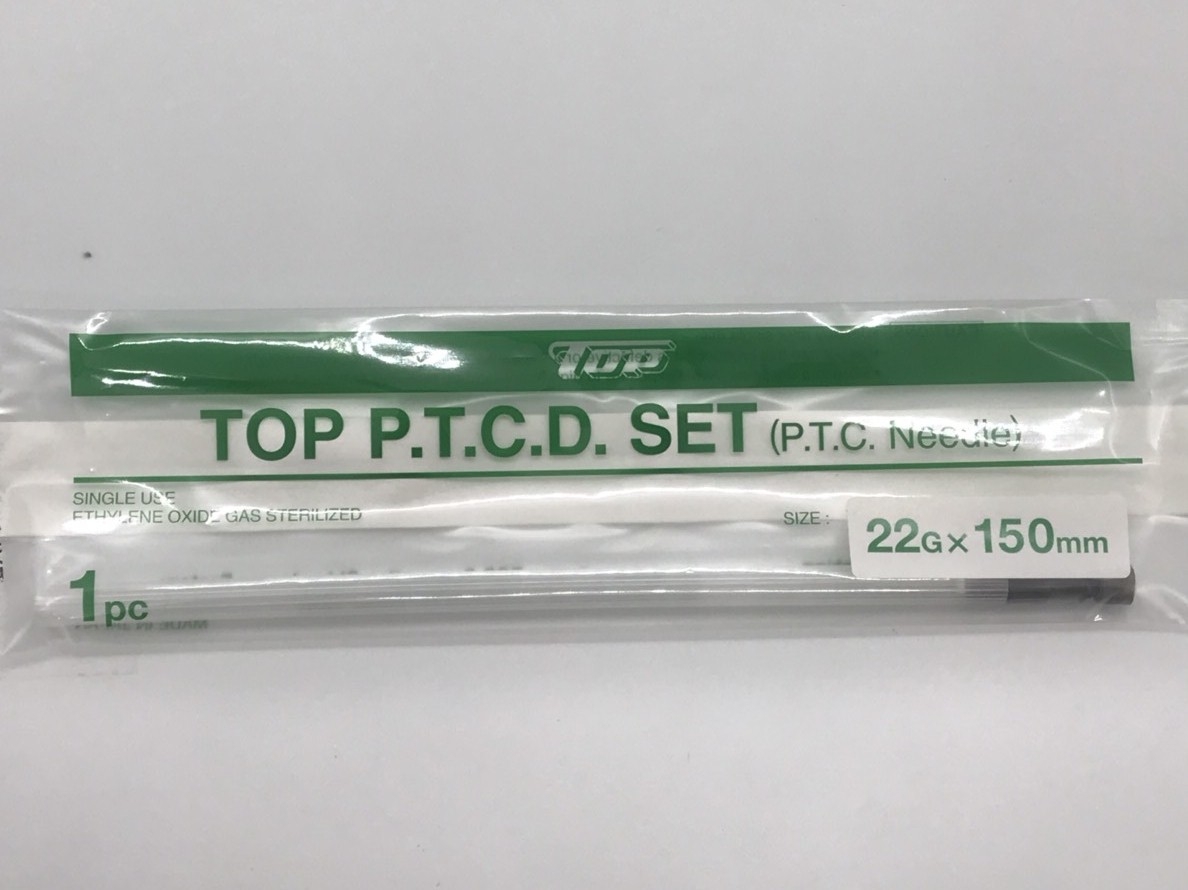 TOP
TOP P.T.C.D. SET (P.T.C. Needle)
SINGLE USE
ETHYLENE OXIDE GAS STERILIZED
SIZE :
22G×150mm
1pc